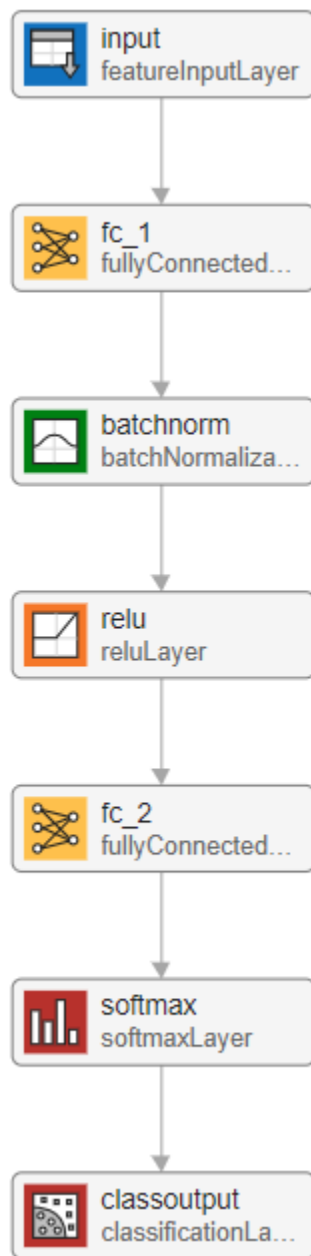 input
featureInputLayer
fc_1
fullyConnected...
batchnorm
batchNormaliza...
relu
reluLayer
fc_2
fullyConnected...
softmax
softmaxLayer
classoutput
classificationLa...